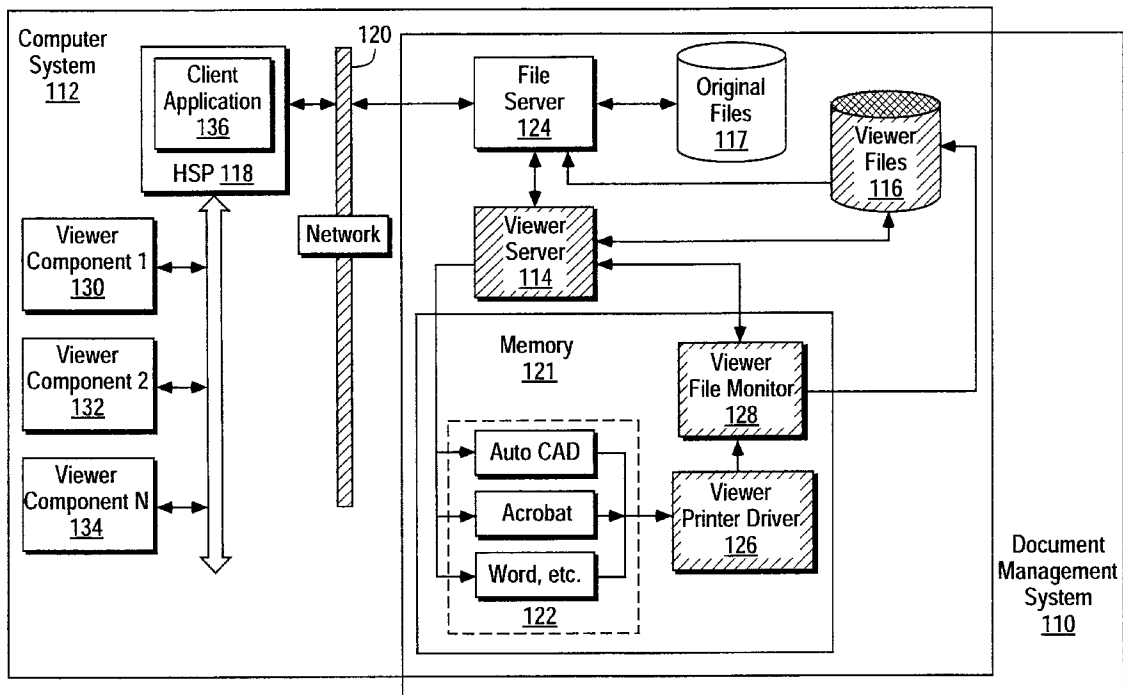 Computer
System
112
Client
Application
136
HSP 118
120
File
Server
124
Original
Files
117
Viewer
Files
116
Viewer
Component 1
130
Network
Viewer
Server
114
Viewer
Component 2
132
Memory
121
Viewer
File Monitor
128
Viewer
Component N
134
Auto CAD
Acrobat
Word, etc.
122
Viewer
Printer Driver
126
Document
Management
System
110